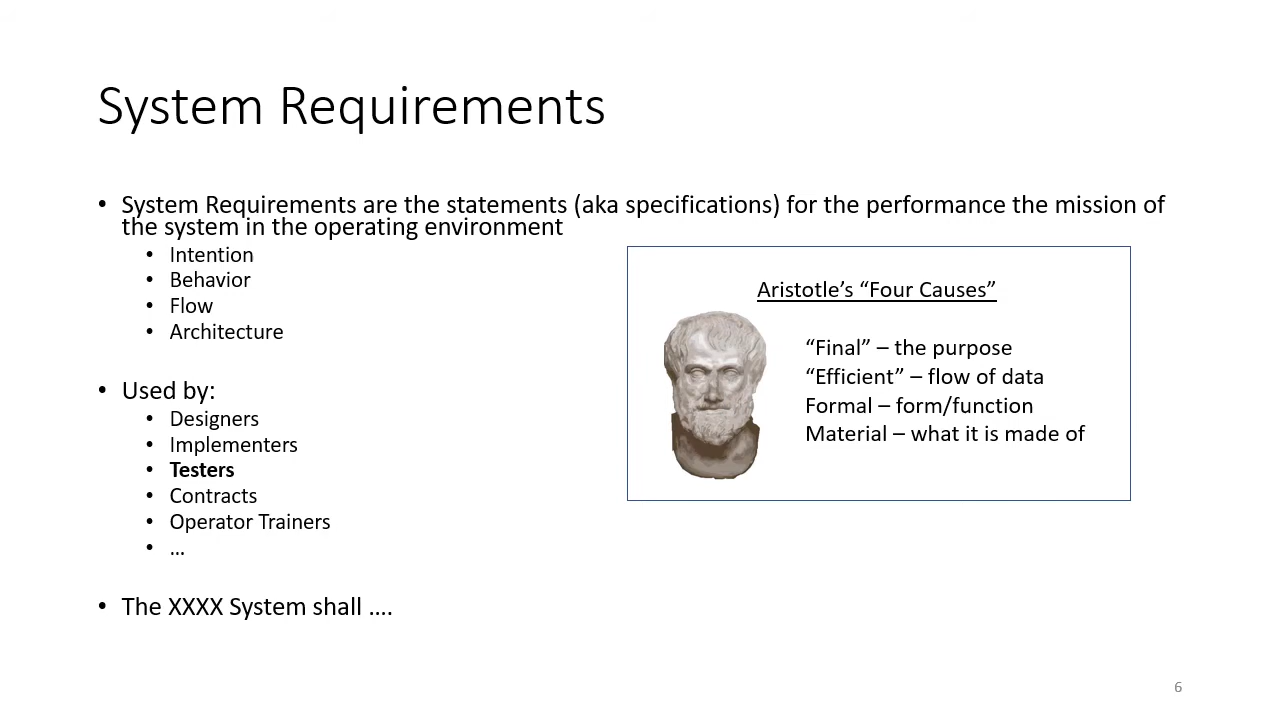 System Requirements
• System Requirements are the statements (aka specifications) for the performance the mission of
the system in the operating environment
• Intention
• Behavior
• Flow
• Architecture
• Used by:
• Designers
• Implementers
• Testers
• Contracts
• Operator Trainers
• …
• The XXXX System shall ….
Aristotle’s “Four Causes”
“Final” – the purpose
“Efficient” – flow of data
Formal – form/function
Material – what it is made of
6